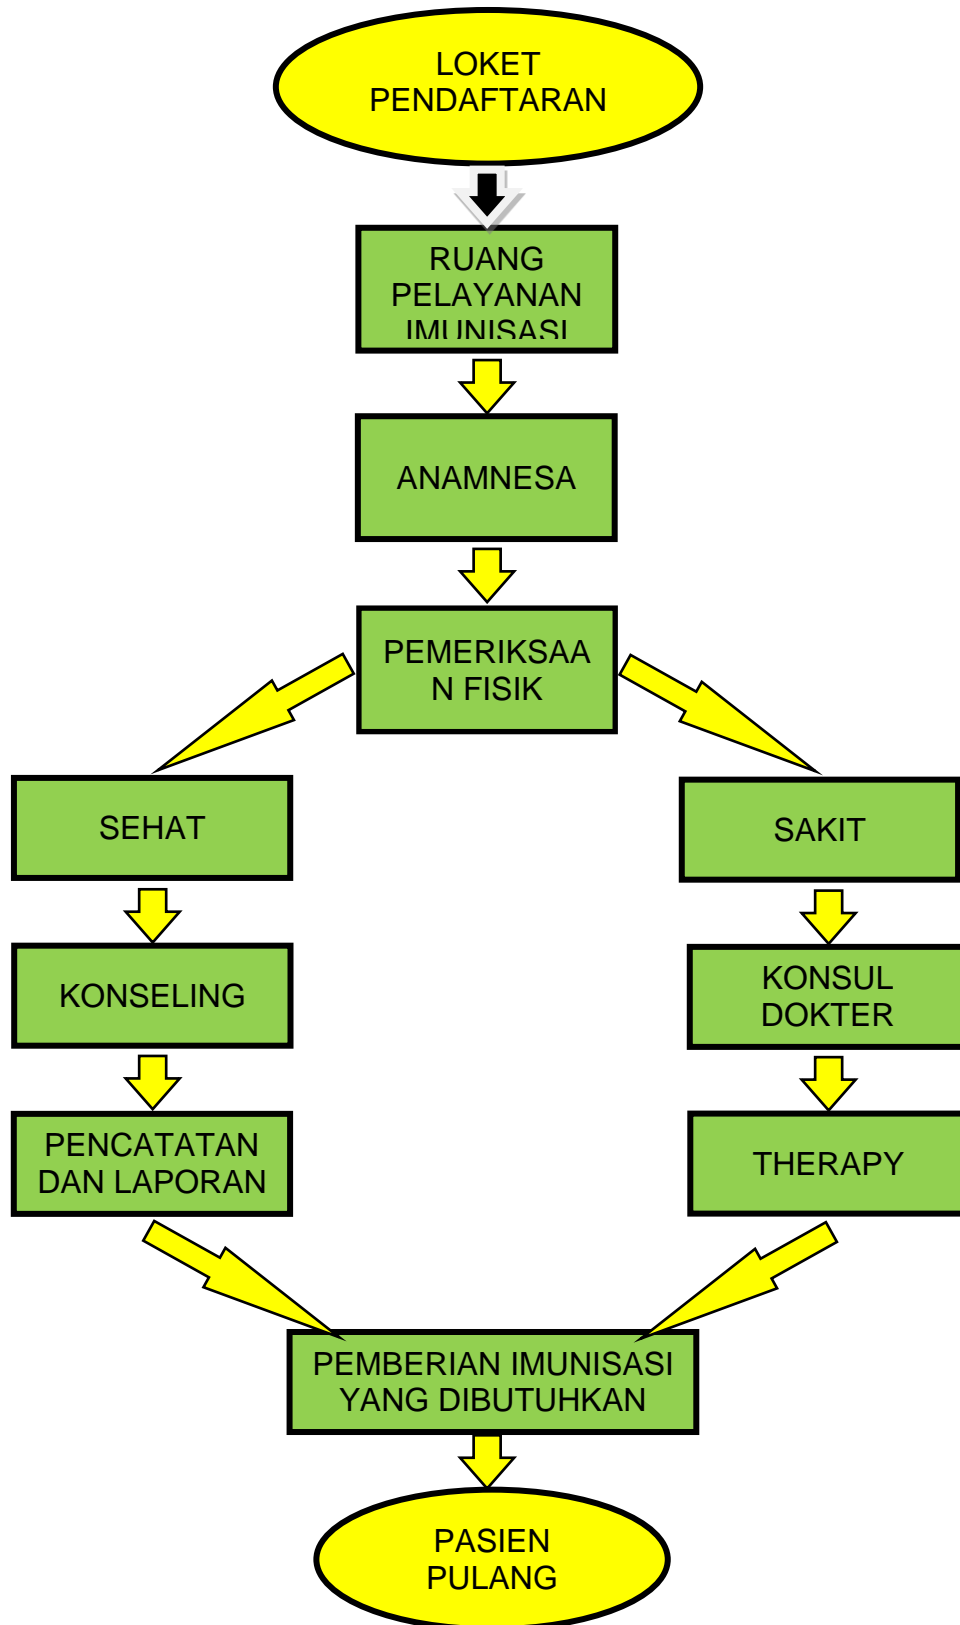 LOKET
PENDAFTARAN
RUANG
PELAYANAN
IMUNISASI
ANAMNESA
PEMERIKSAA
N FISIK
SEHAT
SAKIT
KONSELING
KONSUL
DOKTER
PENCATATAN
DAN LAPORAN
THERAPY
PEMBERIAN IMUNISASI
YANG DIBUTUHKAN
PASIEN
PULANG